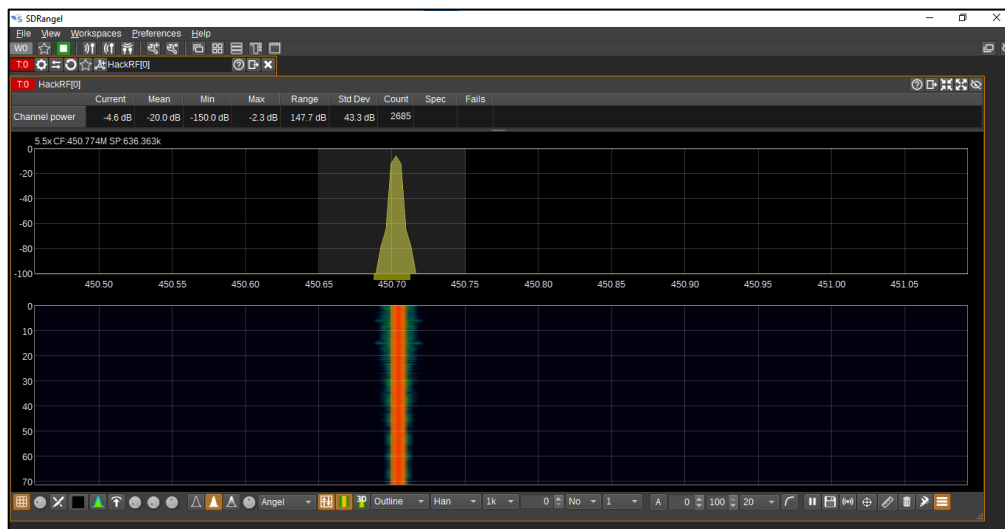 SDRangel
File View Workspaces Preferences Help
W0
T:0 HackRF[0]
T:0 HackRF[0]
Current Mean Min Max Range Std Dev Count Spec Fails
Channel power -4.6 dB -20.0 dB -150.0 dB -2.3 dB 147.7 dB 43.3 dB 2685
5.5x CF:450.774M SP:636.363k
0
-20
-40
-60
-80
-100
450.50 450.55 450.60 450.65 450.70 450.75 450.80 450.85 450.90 450.95 451.00 451.05
0
10
20
30
40
50
60
70
Angel 3D Outline Han 1k 0 No 1 A 0 100 20